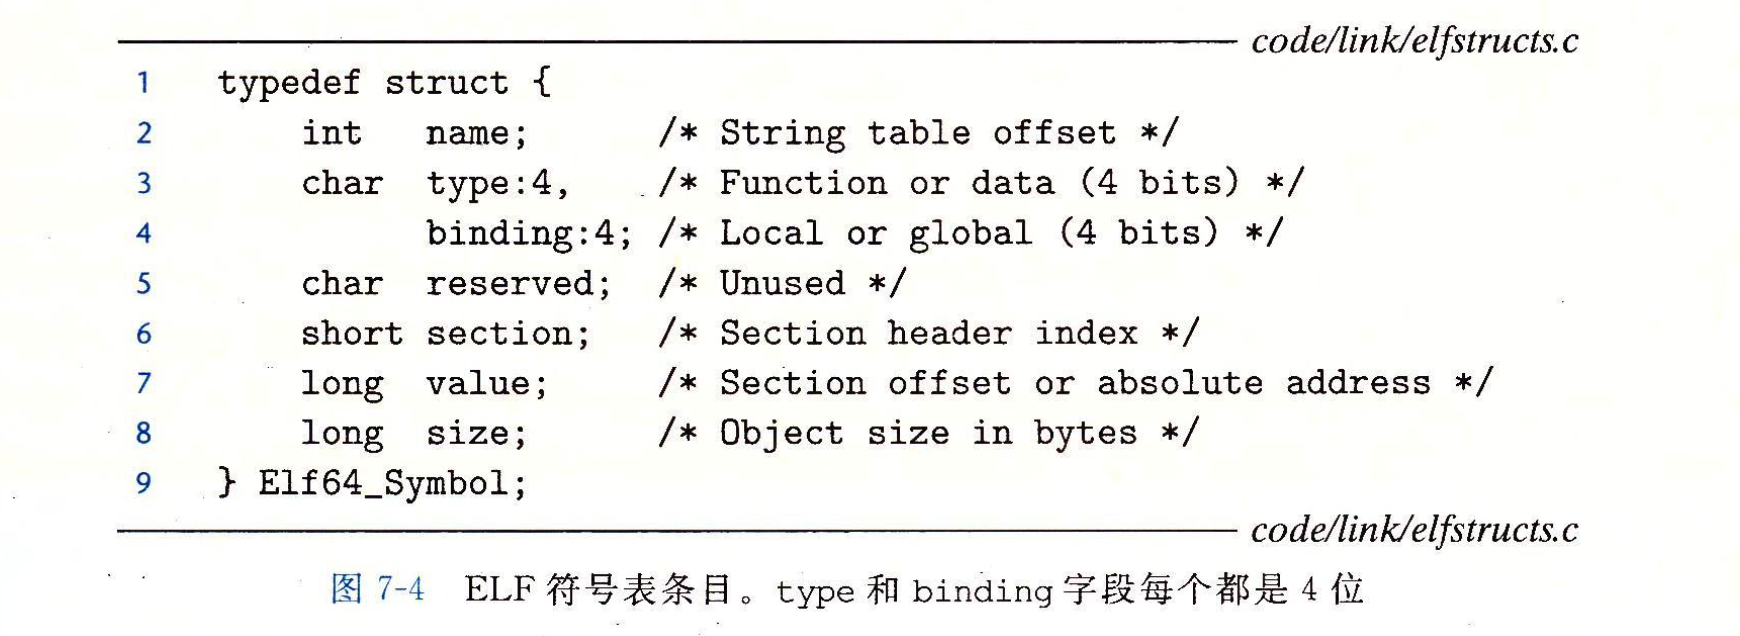 code/link/elfstructs.c
1 typedef struct {
2 int name; /* String table offset */
3 char type:4, /* Function or data (4 bits) */
4 binding:4; /* Local or global (4 bits) */
5 char reserved; /* Unused */
6 short section; /* Section header index */
7 long value; /* Section offset or absolute address */
8 long size; /* Object size in bytes */
9 } Elf64_Symbol;
code/link/elfstructs.c
图 7-4 ELF 符号表条目。type 和 binding 字段每个都是 4 位